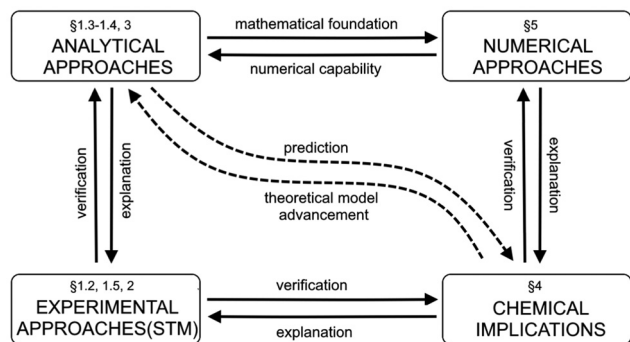 §1.3-1.4, 3
ANALYTICAL
APPROACHES
mathematical foundation
numerical capability
§5
NUMERICAL
APPROACHES
verification
explanation
prediction
theoretical model
advancement
verification
explanation
§1.2, 1.5, 2
EXPERIMENTAL
APPROACHES(STM)
verification
explanation
§4
CHEMICAL
IMPLICATIONS